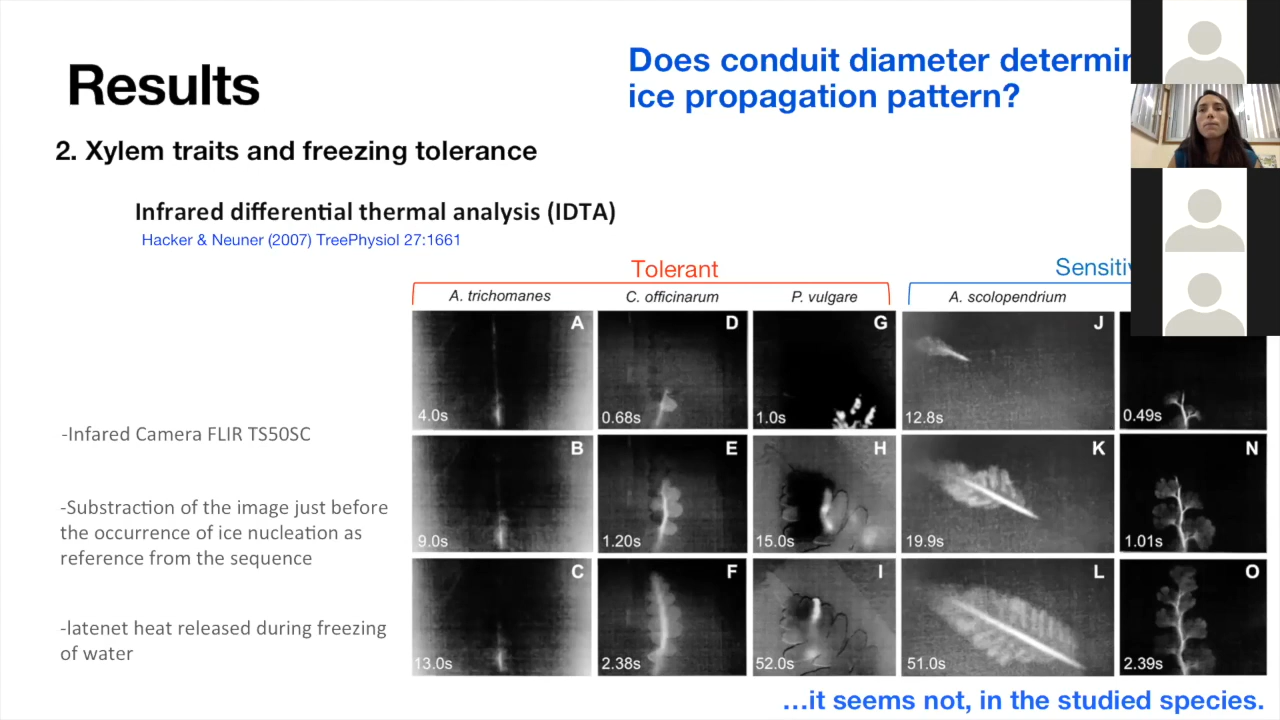 Results
Does conduit diameter determin
ice propagation pattern?
2. Xylem traits and freezing tolerance
Infrared differential thermal analysis (IDTA)
Hacker & Neuner (2007) TreePhysiol 27:1661
Tolerant
Sensitiv
A. trichomanes
C. officinarum
P. vulgare
A. scolopendrium
A
D
G
J
4.0s
0.68s
1.0s
12.8s
0.49s
-Infared Camera FLIR TS50SC
B
E
H
K
N
9.0s
1.20s
15.0s
19.9s
1.01s
-Substraction of the image just before
the occurrence of ice nucleation as
reference from the sequence
C
F
I
L
O
13.0s
2.38s
52.0s
51.0s
2.39s
-latenet heat released during freezing
of water
...it seems not, in the studied species.